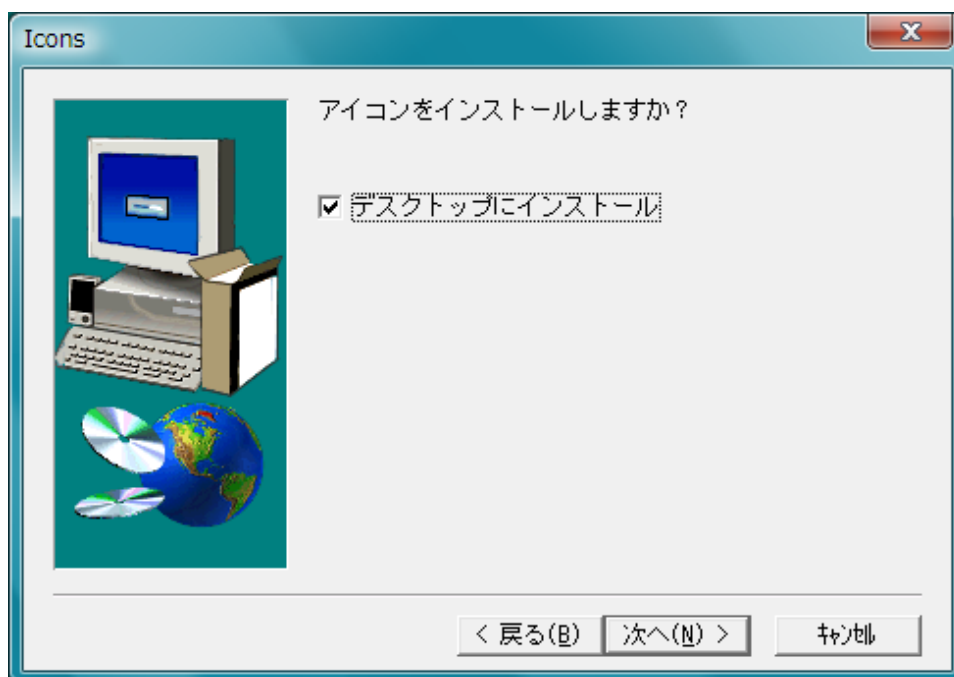 Icons
アイコンをインストールしますか？
デスクトップにインストール
< 戻る(B)
次へ(N) >
ｷｬﾝｾﾙ